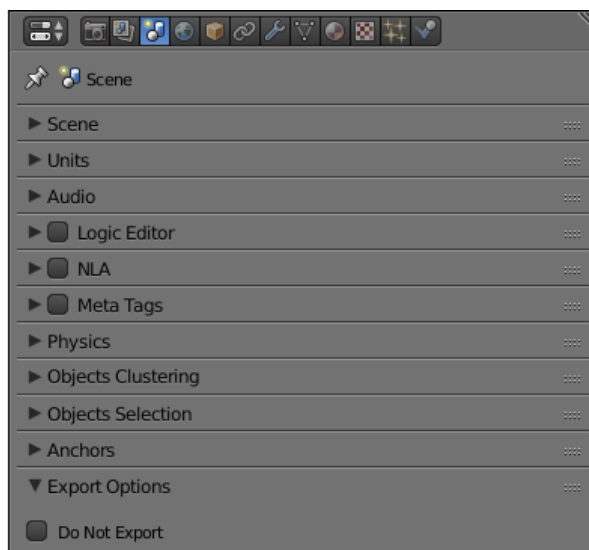 Scene
Scene
Units
Audio
Logic Editor
NLA
Meta Tags
Physics
Objects Clustering
Objects Selection
Anchors
Export Options
Do Not Export